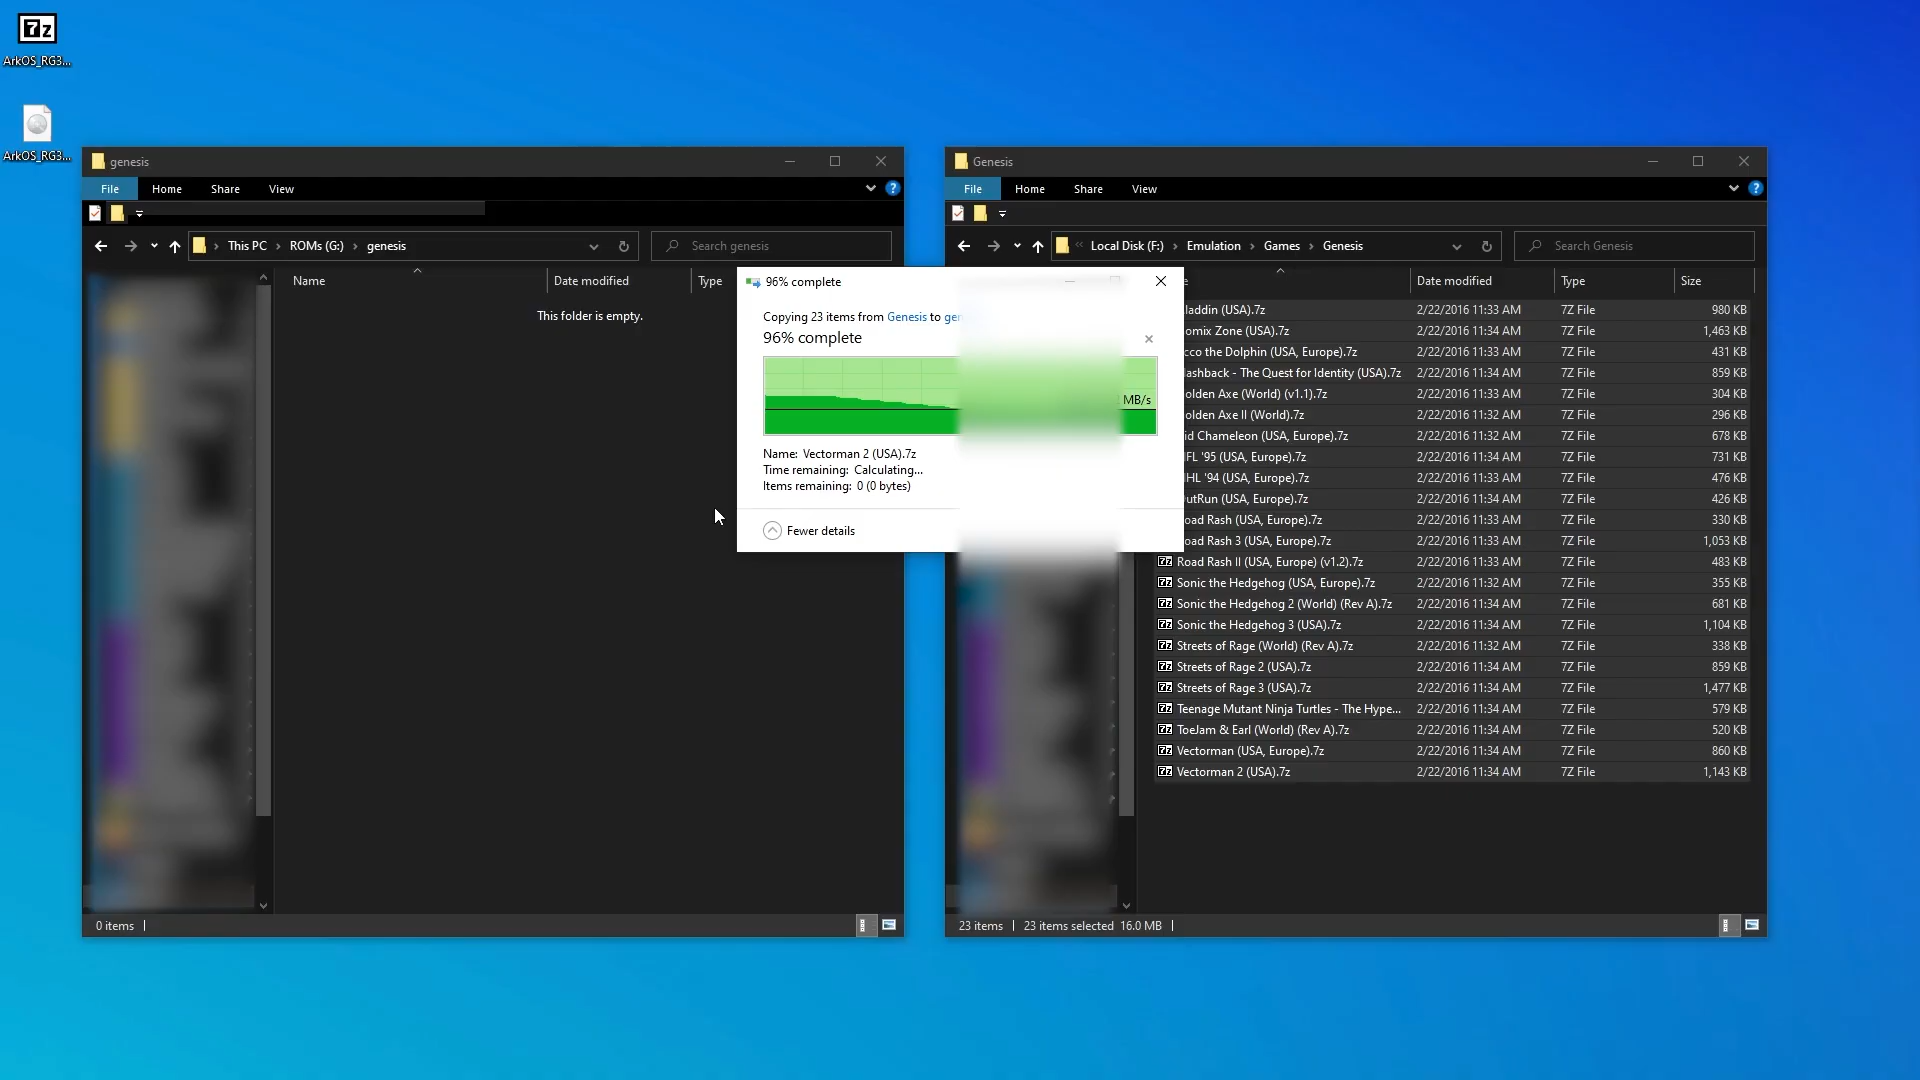 7z
ArkOS_RG3...
ArkOS_RG3...
genesis
File Home Share View
This PC > ROMs (G:) > genesis
Search genesis
Name Date modified Type
This folder is empty.
0 items
96% complete
Copying 23 items from Genesis to
96% complete
MB/s
Name: Vectorman 2 (USA).7z
Time remaining: Calculating...
Items remaining: 0 (0 bytes)
Fewer details
Genesis
File Home Share View
« Local Disk (F:) > Emulation > Games > Genesis
Search Genesis
Date modified Type Size
(USA).7z 2/22/2016 11:33 AM 7Z File 980 KB
Zone (USA).7z 2/22/2016 11:34 AM 7Z File 1,463 KB
the Dolphin (USA, Europe).7z 2/22/2016 11:33 AM 7Z File 431 KB
- The Quest for Identity (USA).7z 2/22/2016 11:33 AM 7Z File 859 KB
Axe (World) (v1.1).7z 2/22/2016 11:33 AM 7Z File 304 KB
Axe II (World).7z 2/22/2016 11:32 AM 7Z File 296 KB
Chameleon (USA, Europe).7z 2/22/2016 11:32 AM 7Z File 678 KB
'95 (USA, Europe).7z 2/22/2016 11:33 AM 7Z File 731 KB
'94 (USA, Europe).7z 2/22/2016 11:34 AM 7Z File 476 KB
(USA, Europe).7z 2/22/2016 11:34 AM 7Z File 426 KB
Rash (USA, Europe).7z 2/22/2016 11:34 AM 7Z File 330 KB
Rash 3 (USA, Europe).7z 2/22/2016 11:34 AM 7Z File 1,053 KB
Road Rash II (USA, Europe) (v1.2).7z 2/22/2016 11:34 AM 7Z File 483 KB
Sonic the Hedgehog (USA, Europe).7z 2/22/2016 11:32 AM 7Z File 355 KB
Sonic the Hedgehog 2 (World) (Rev A).7z 2/22/2016 11:34 AM 7Z File 681 KB
Sonic the Hedgehog 3 (USA).7z 2/22/2016 11:34 AM 7Z File 1,104 KB
Streets of Rage (World) (Rev A).7z 2/22/2016 11:32 AM 7Z File 338 KB
Streets of Rage 2 (USA).7z 2/22/2016 11:34 AM 7Z File 859 KB
Streets of Rage 3 (USA).7z 2/22/2016 11:34 AM 7Z File 1,477 KB
Teenage Mutant Ninja Turtles - The Hype... 2/22/2016 11:34 AM 7Z File 579 KB
ToeJam & Earl (World) (Rev A).7z 2/22/2016 11:34 AM 7Z File 520 KB
Vectorman (USA, Europe).7z 2/22/2016 11:34 AM 7Z File 860 KB
Vectorman 2 (USA).7z 2/22/2016 11:34 AM 7Z File 1,143 KB
23 items 23 items selected 16.0 MB